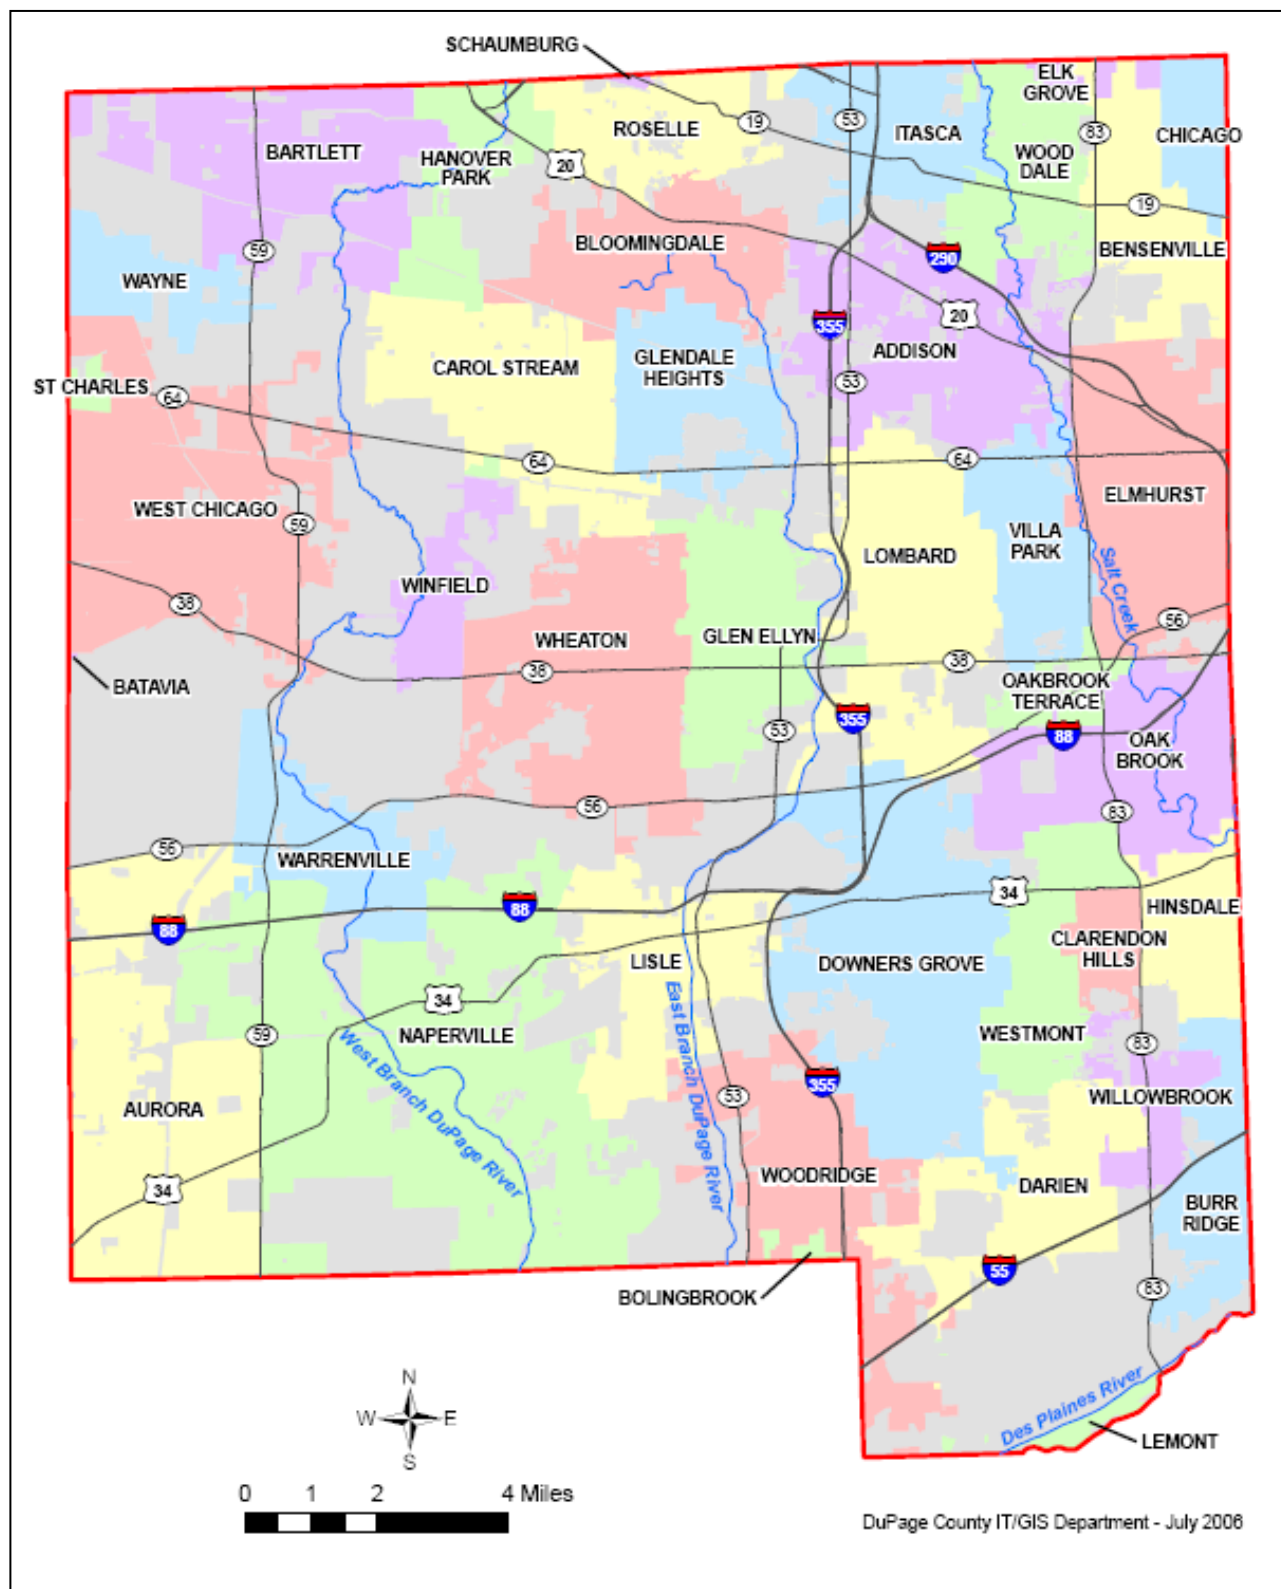 SCHAUMBURG
ELK
GROVE
53
ROSELLE
19
ITASCA
83
CHICAGO
BARTLETT
HANOVER
PARK
20
WOOD
DALE
19
59
BLOOMINGDALE
290
BENSENVILLE
WAYNE
355
20
CAROL STREAM
GLENDALE
HEIGHTS
ADDISON
ST CHARLES
64
53
64
64
WEST CHICAGO
59
ELMHURST
LOMBARD
VILLA
PARK
Salt Creek
WINFIELD
38
WHEATON
GLEN ELLYN
56
38
38
BATAVIA
OAKBROOK
TERRACE
355
53
88
OAK
BROOK
56
83
56
WARRENVILLE
34
88
88
HINSDALE
LISLE
DOWNERS GROVE
CLARENDON
HILLS
34
59
NAPERVILLE
West Branch DuPage River
East Branch DuPage River
WESTMONT
83
355
53
AURORA
WILLOWBROOK
34
WOODRIDGE
DARIEN
BURR
RIDGE
55
83
BOLINGBROOK
Des Plaines River
LEMONT
N
W E
S
0 1 2 4 Miles
DuPage County IT/GIS Department - July 2006